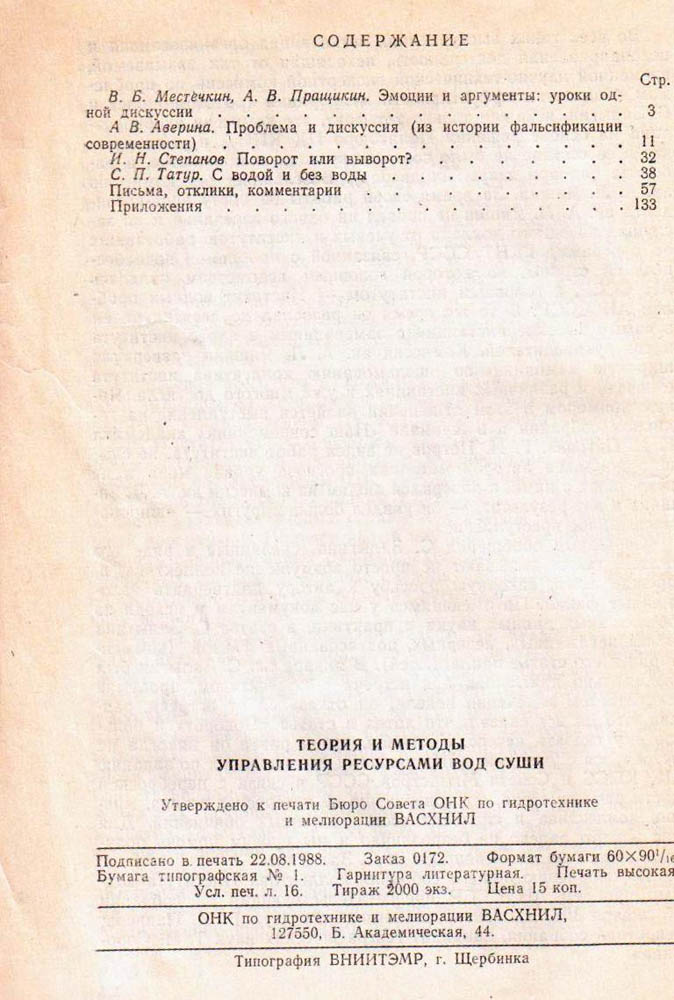 СОДЕРЖАНИЕ
Стр.
В. Б. Местечкин, А. В. Пращикин. Эмоции и аргументы: уроки од-
ной дискуссии . . . . . . . . . . . . . . . . 3
А В. Аверина. Проблема и дискуссия (из истории фальсификации
современности) . . . . . . . . . . . . . . . . 11
И. Н. Степанов Поворот или выворот? . . . . . . . . 32
С. П. Татур. С водой и без воды . . . . . . . . . . 38
Письма, отклики, комментарии . . . . . . . . . . . 57
Приложения . . . . . . . . . . . . . . . . 133
ТЕОРИЯ И МЕТОДЫ
УПРАВЛЕНИЯ РЕСУРСАМИ ВОД СУШИ
Утверждено к печати Бюро Совета ОНК по гидротехнике
и мелиорации ВАСХНИЛ
Подписано в печать 22.08.1988. Заказ 0172. Формат бумаги 60×90¹/₁₆
Бумага типографская № 1. Гарнитура литературная. Печать высокая
Усл. печ. л. 16. Тираж 2000 экз. Цена 15 коп.
ОНК по гидротехнике и мелиорации ВАСХНИЛ,
127550, Б. Академическая, 44.
Типография ВНИИТЭМР, г. Щербинка